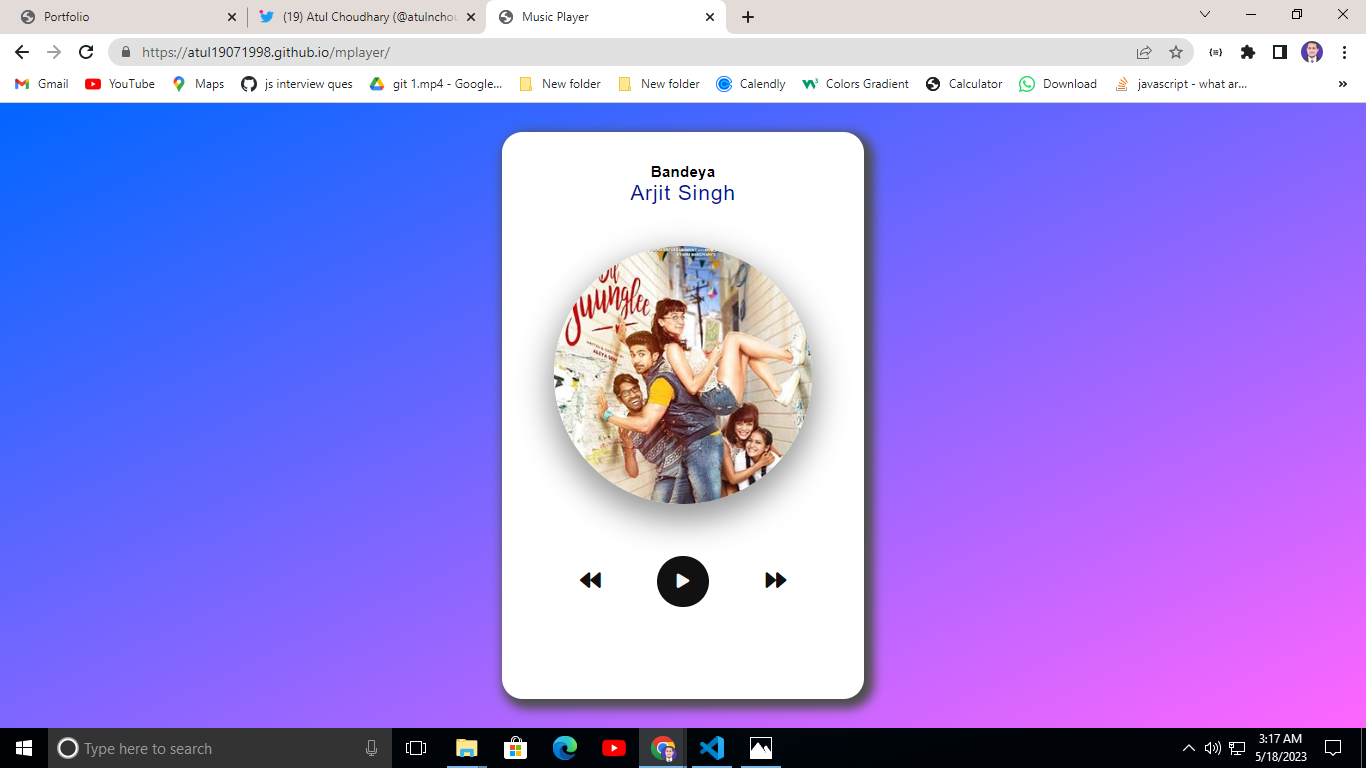 Portfolio
(19) Atul Choudhary (@atulnchou
Music Player
https://atul19071998.github.io/mplayer/
Gmail
YouTube
Maps
js interview ques
git 1.mp4 - Google...
New folder
New folder
Calendly
Colors Gradient
Calculator
Download
javascript - what ar...
»
Bandeya
Arjit Singh
Juunglee
Type here to search
3:17 AM
5/18/2023